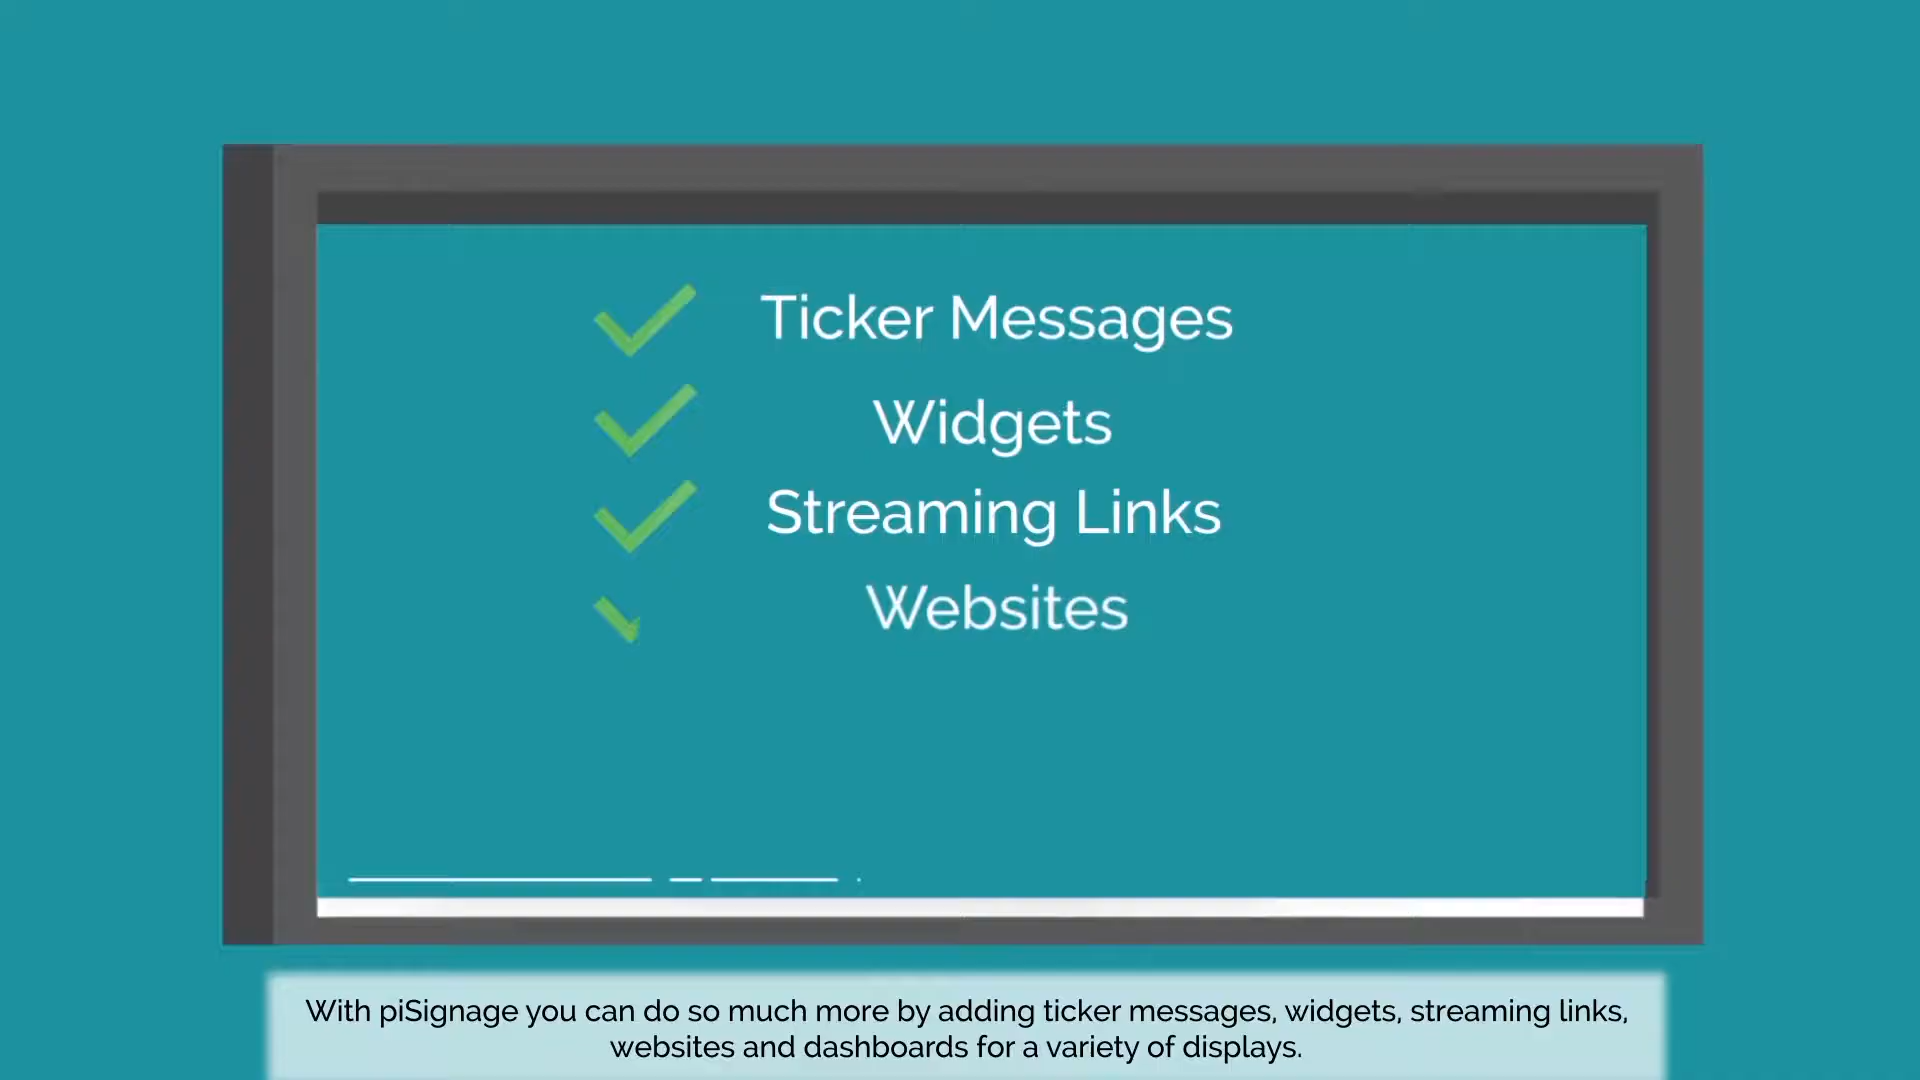 Ticker Messages
Widgets
Streaming Links
Websites
With piSignage you can do so much more by adding ticker messages, widgets, streaming links,
websites and dashboards for a variety of displays.